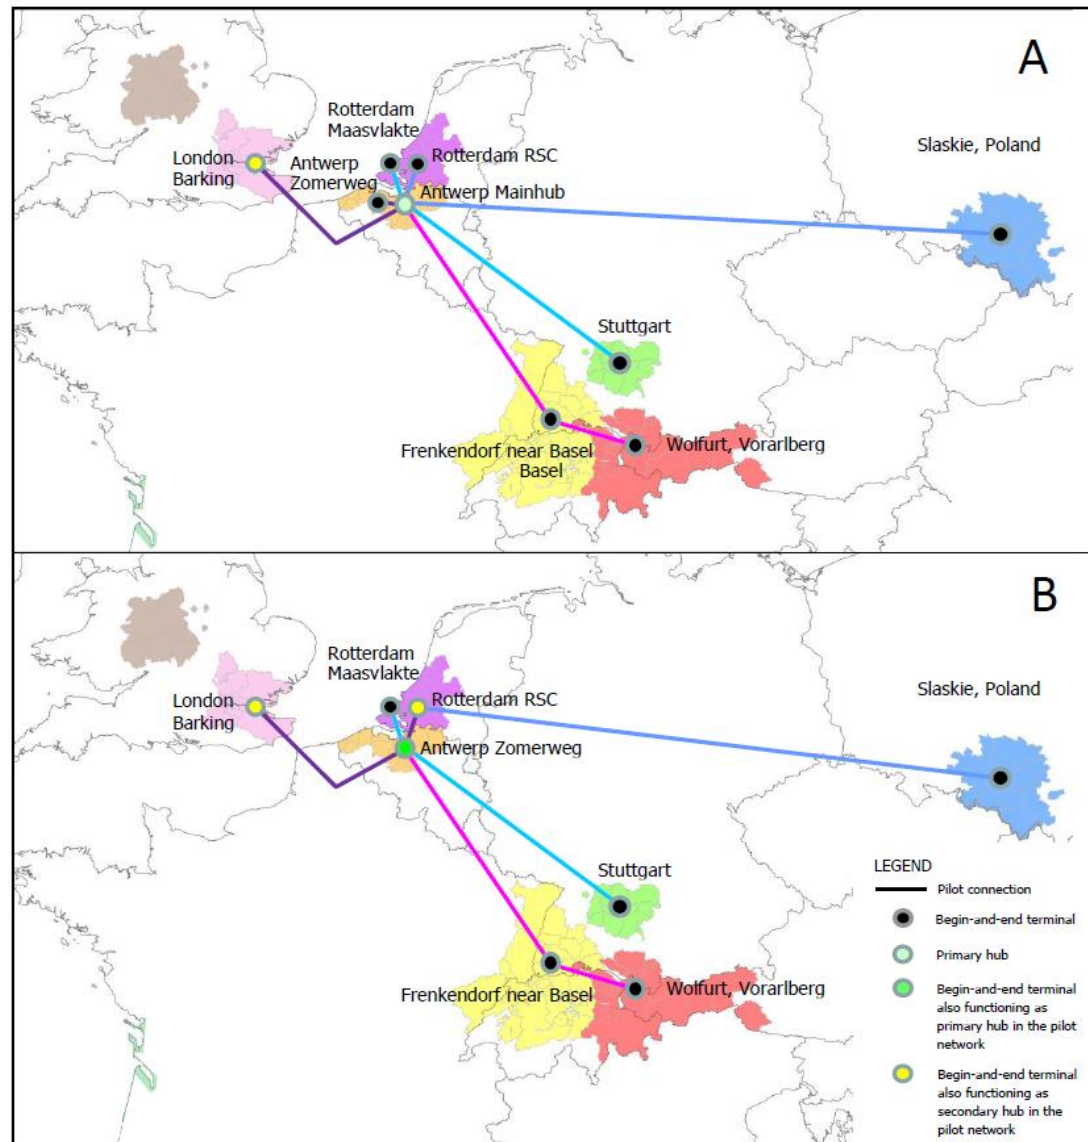 A
Rotterdam
Maasvlakte
London
Barking
Antwerp
Zomerweg
Rotterdam RSC
Antwerp Mainhub
Slaskie, Poland
Stuttgart
Frenkendorf near Basel
Basel
Wolfurt, Vorarlberg
B
Rotterdam
Maasvlakte
London
Barking
Rotterdam RSC
Antwerp Zomerweg
Slaskie, Poland
Stuttgart
Frenkendorf near Basel
Wolfurt, Vorarlberg
LEGEND
Pilot connection
Begin-and-end terminal
Primary hub
Begin-and-end terminal
also functioning as
primary hub in the pilot
network
Begin-and-end terminal
also functioning as
secondary hub in the
pilot network